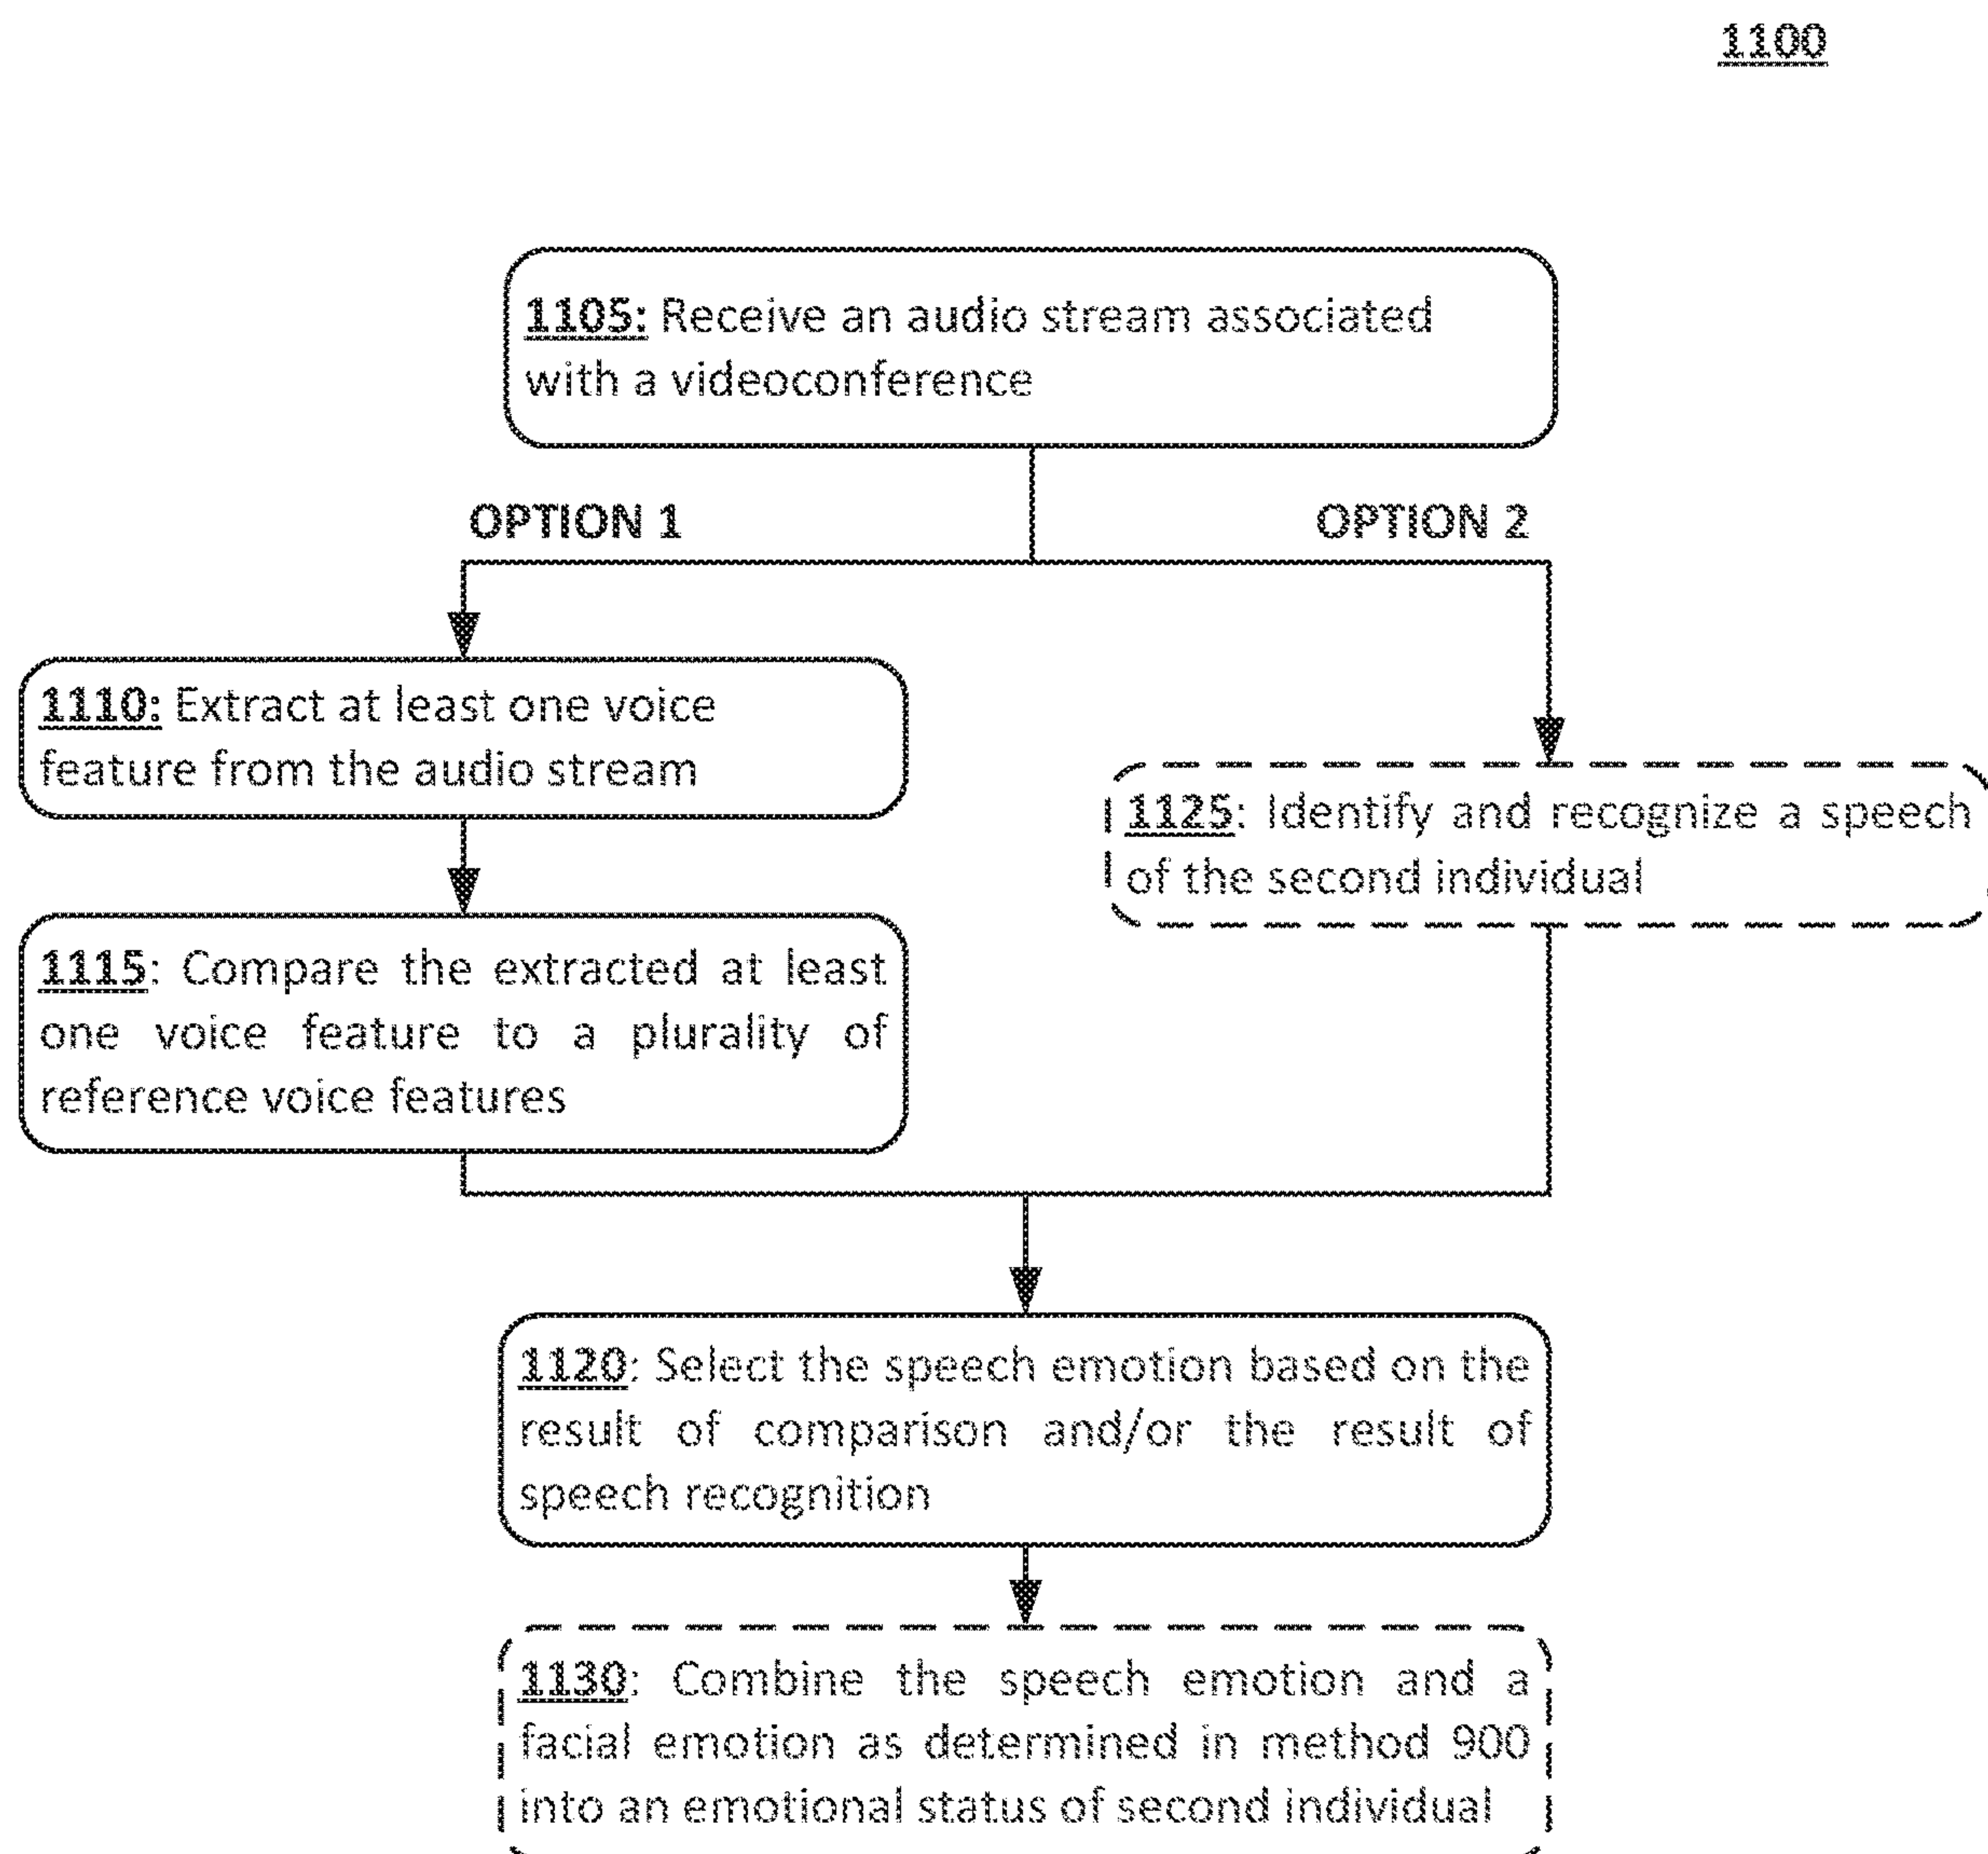 1100
1105: Receive an audio stream associated
with a videoconference
OPTION 1
OPTION 2
1110: Extract at least one voice
feature from the audio stream
1125: Identify and recognize a speech
of the second individual
1115: Compare the extracted at least
one voice feature to a plurality of
reference voice features
1120: Select the speech emotion based on the
result of comparison and/or the result of
speech recognition
1130: Combine the speech emotion and a
facial emotion as determined in method 900
into an emotional status of second individual